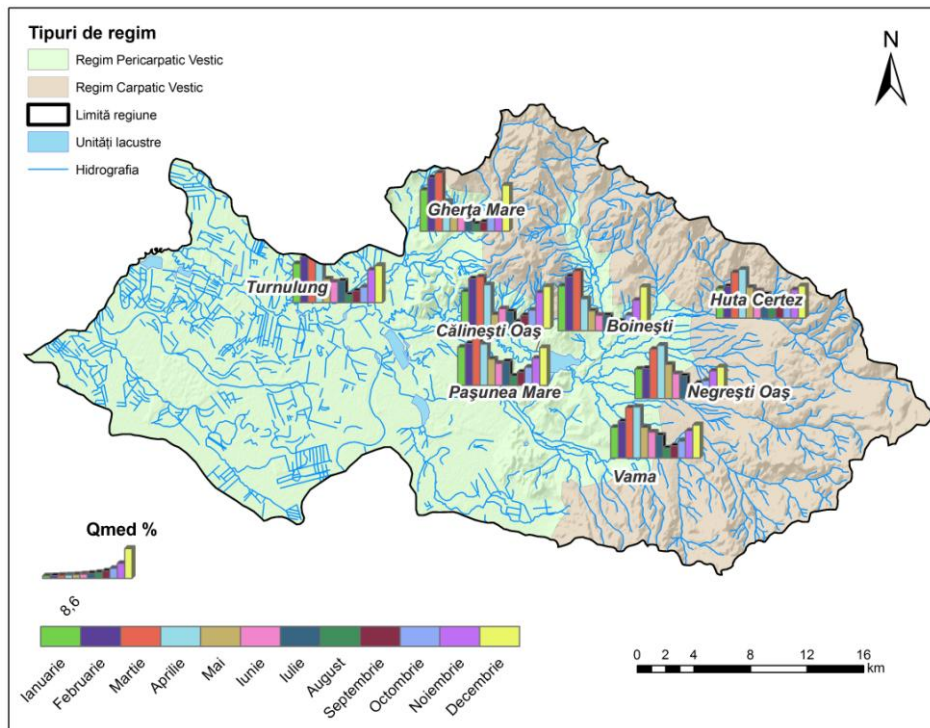 Tipuri de regim
Regim Pericarpatic Vestic
Regim Carpatic Vestic
Limită regiune
Unități lacustre
Hidrografia
N
Gherța Mare
Turnulung
Huta Certez
Călinești Oaș
Boinești
Pașunea Mare
Negrești Oaș
Vama
Qmed %
8,6
Ianuarie
Februarie
Martie
Aprilie
Mai
Iunie
Iulie
August
Septembrie
Octombrie
Noiembrie
Decembrie
0 2 4 8 12 16
km